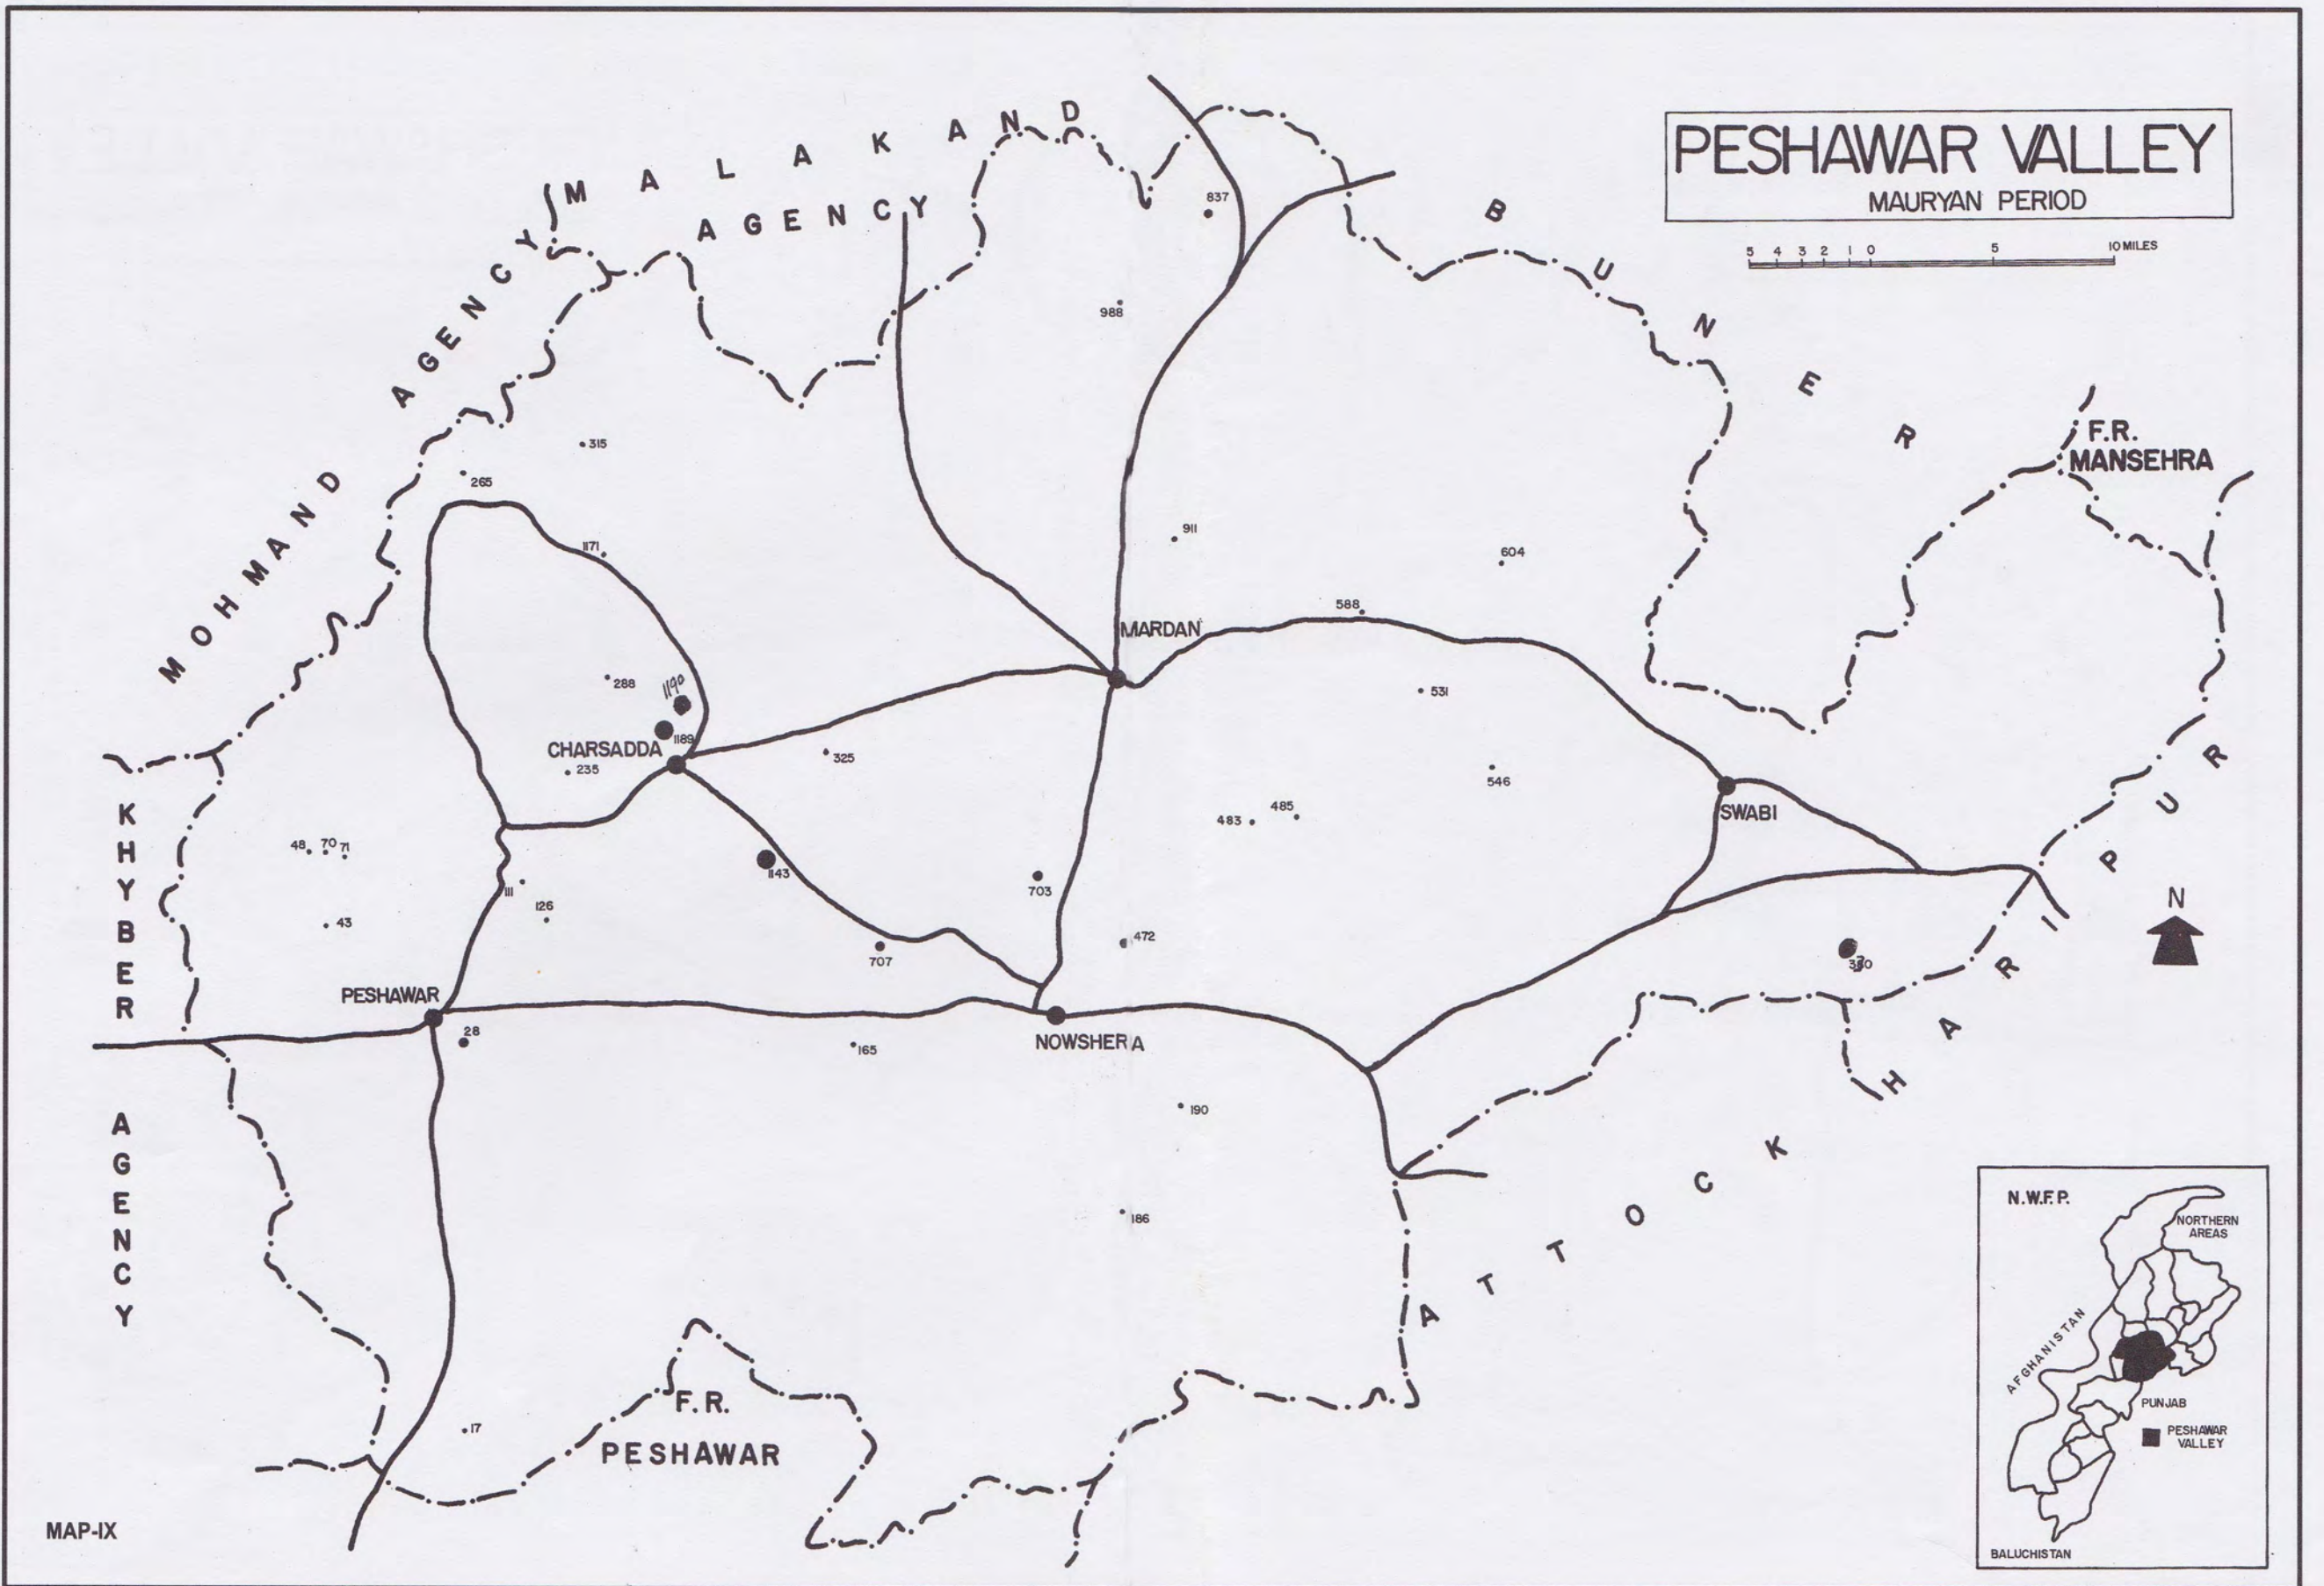 PESHAWAR VALLEY
MAURYAN PERIOD
5 4 3 2 1 0 5 10 MILES
MALAKAND
AGENCY
MOHMAND AGENCY
BUNER
F.R.
MANSEHRA
HARIPUR
ATTOCK
KHYBER
AGENCY
F.R.
PESHAWAR
837
988
315
265
1171
911
604
588
MARDAN
288
1190
1189
CHARSADDA
235
325
531
546
483
485
SWABI
48
70
71
111
126
43
1143
703
472
707
PESHAWAR
28
165
NOWSHERA
190
186
17
N
N.W.F.P.
NORTHERN
AREAS
AFGHANISTAN
PUNJAB
PESHAWAR
VALLEY
BALUCHISTAN
MAP-IX